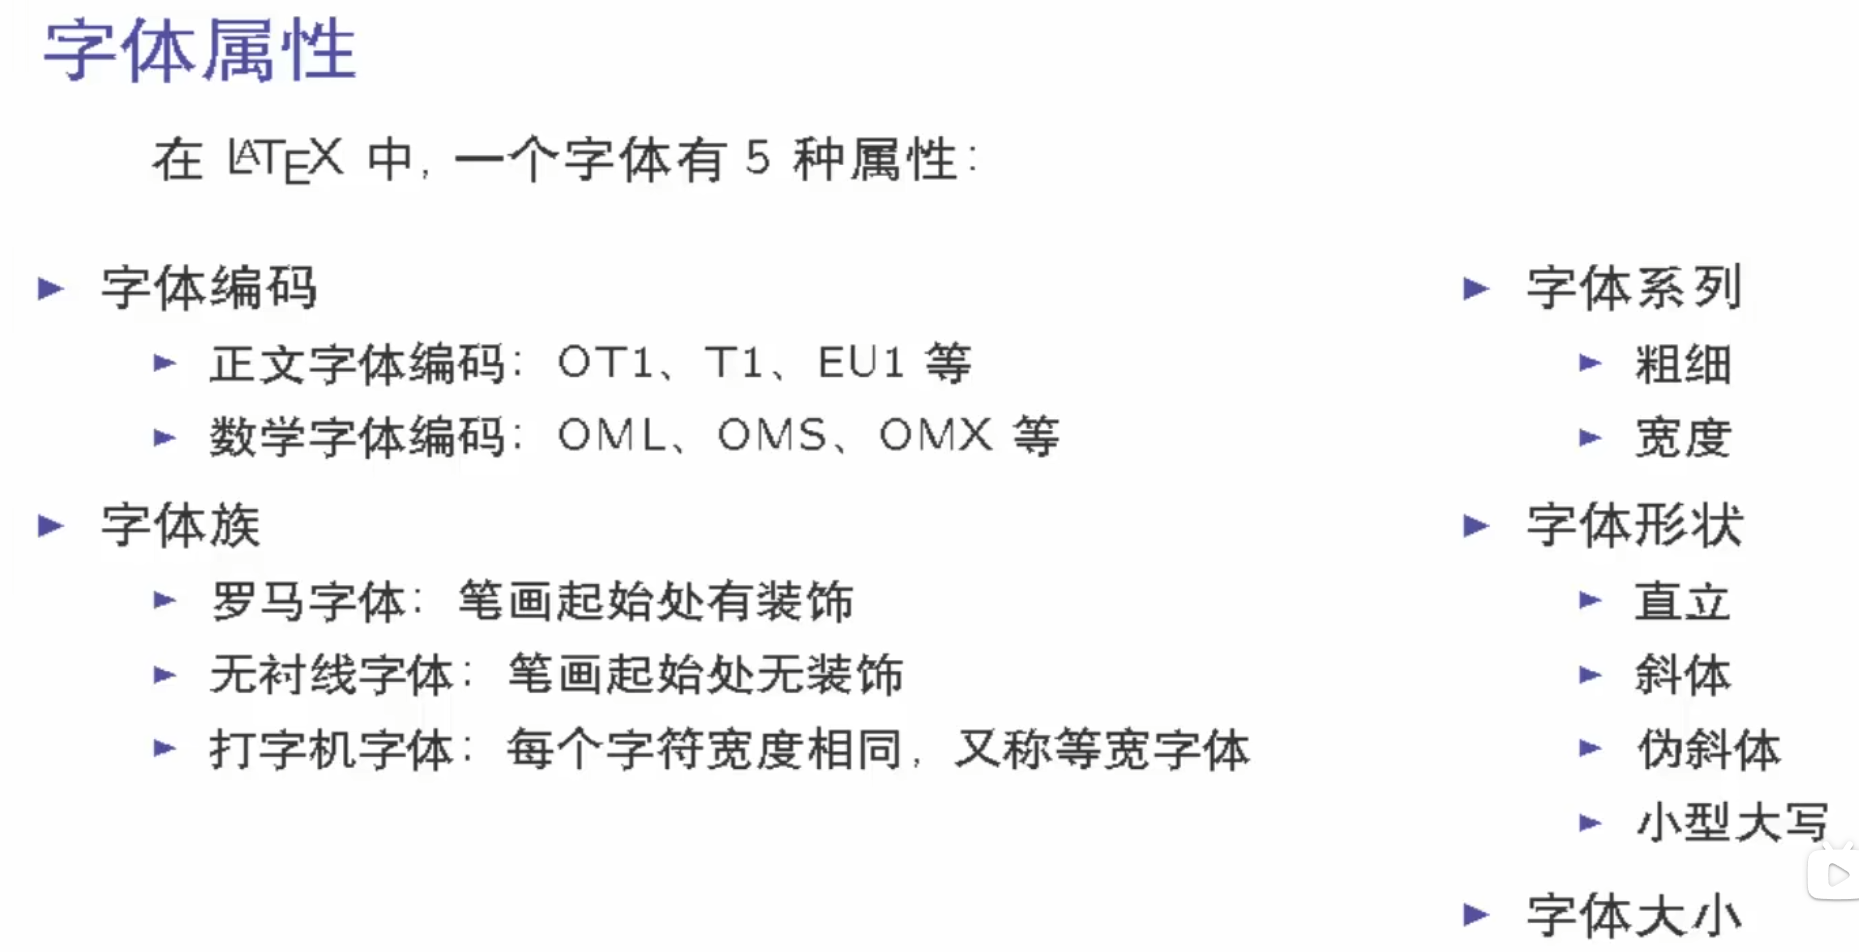 字体属性
在 LATEX 中，一个字体有 5 种属性：
▶ 字体编码
▶ 正文字体编码：OT1、T1、EU1 等
▶ 数学字体编码：OML、OMS、OMX 等
▶ 字体族
▶ 罗马字体：笔画起始处有装饰
▶ 无衬线字体：笔画起始处无装饰
▶ 打字机字体：每个字符宽度相同，又称等宽字体
▶ 字体系列
▶ 粗细
▶ 宽度
▶ 字体形状
▶ 直立
▶ 斜体
▶ 伪斜体
▶ 小型大写
▶ 字体大小